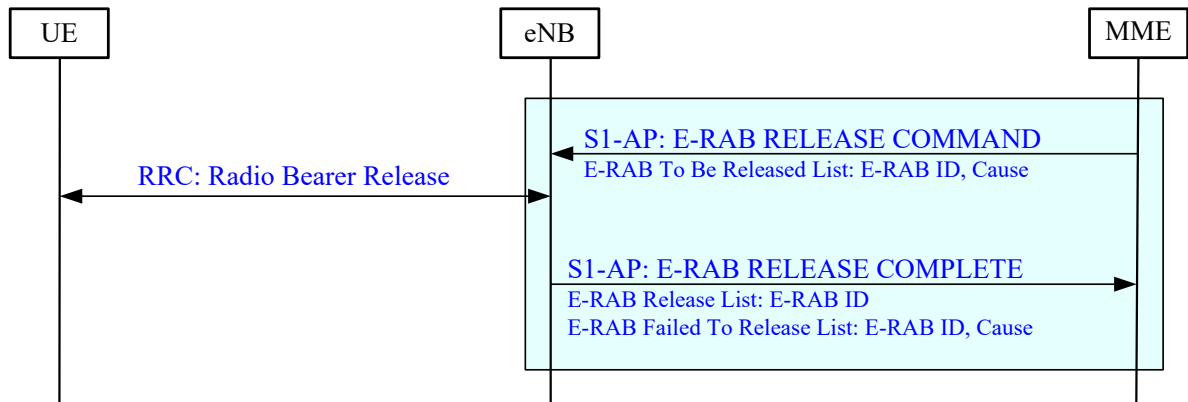 UE
eNB
MME
S1-AP: E-RAB RELEASE COMMAND
E-RAB To Be Released List: E-RAB ID, Cause
RRC: Radio Bearer Release
S1-AP: E-RAB RELEASE COMPLETE
E-RAB Release List: E-RAB ID
E-RAB Failed To Release List: E-RAB ID, Cause